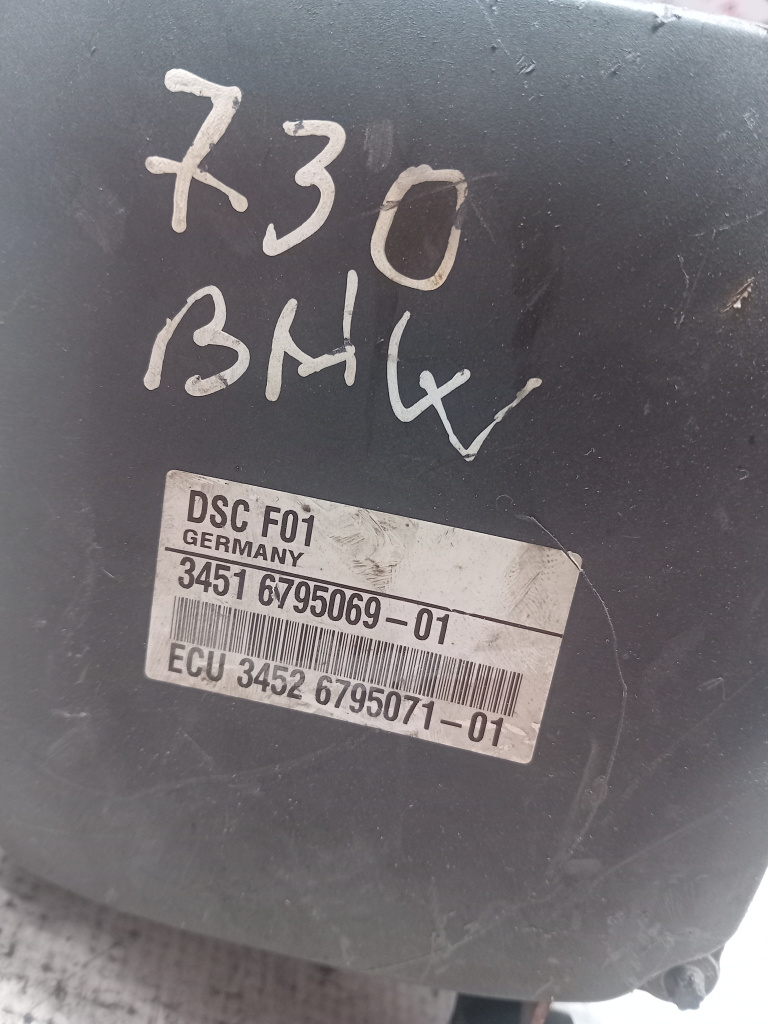 730
BMW
DSC F01
GERMANY
3451 6795069-01
ECU 3452 6795071-01